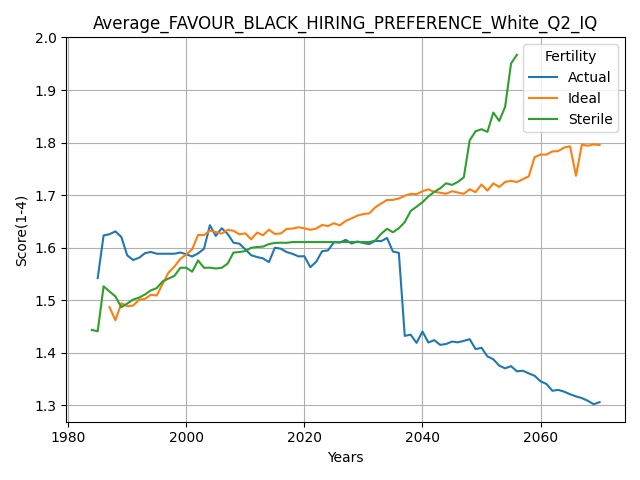 Average_FAVOUR_BLACK_HIRING_PREFERENCE_White_Q2_IQ
Score(1-4)
2.0
1.9
1.8
1.7
1.6
1.5
1.4
1.3
Fertility
Actual
Ideal
Sterile
1980
2000
2020
2040
2060
Years